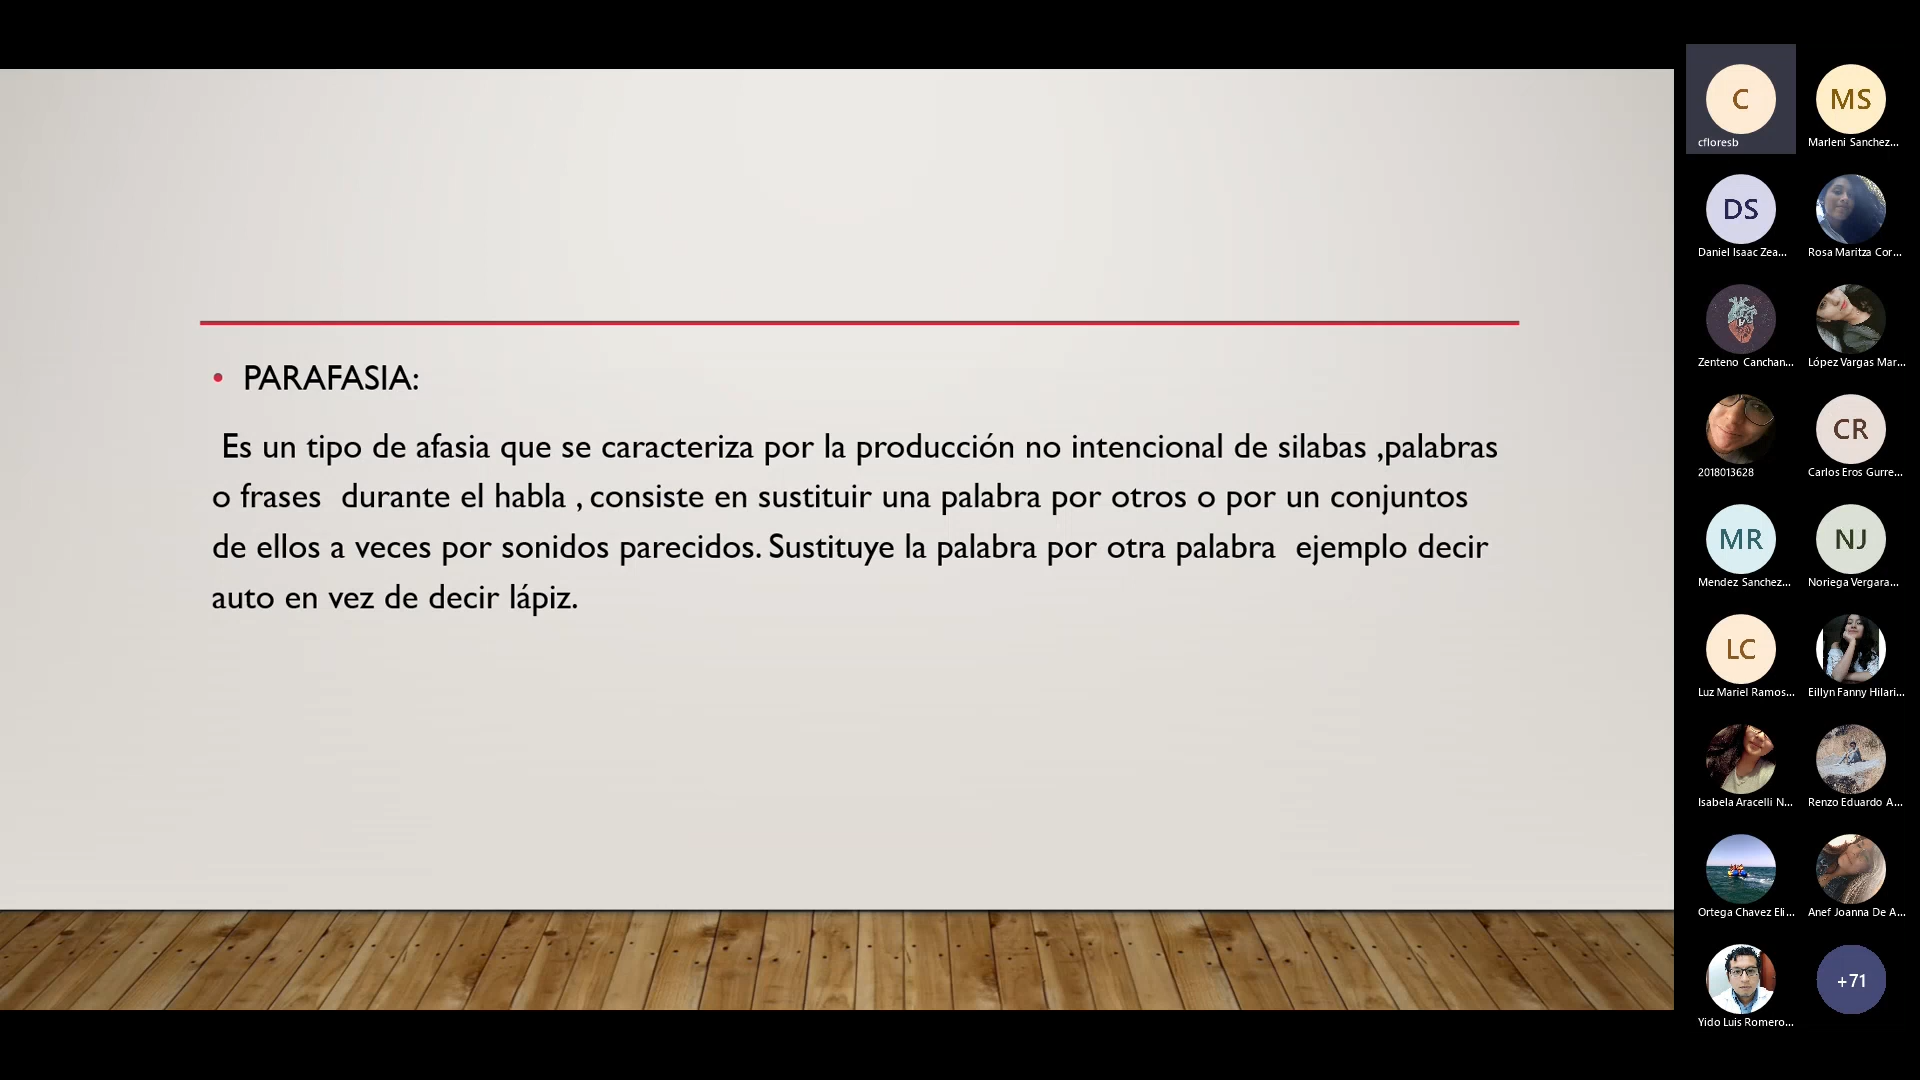 • PARAFASIA:
Es un tipo de afasia que se caracteriza por la producción no intencional de silabas ,palabras
o frases durante el habla , consiste en sustituir una palabra por otros o por un conjuntos
de ellos a veces por sonidos parecidos. Sustituye la palabra por otra palabra ejemplo decir
auto en vez de decir lápiz.
C
cfloresb
MS
Marleni Sanchez...
DS
Daniel Isaac Zea...
Rosa Maritza Cor...
Zenteno Canchan...
López Vargas Mar...
2018013628
CR
Carlos Eros Gurre...
MR
Mendez Sanchez...
NJ
Noriega Vergara...
LC
Luz Mariel Ramos...
Eillyn Fanny Hilari...
Isabela Aracelli N...
Renzo Eduardo A...
Ortega Chavez Eli...
Anef Joanna De A...
Yido Luis Romero...
+71